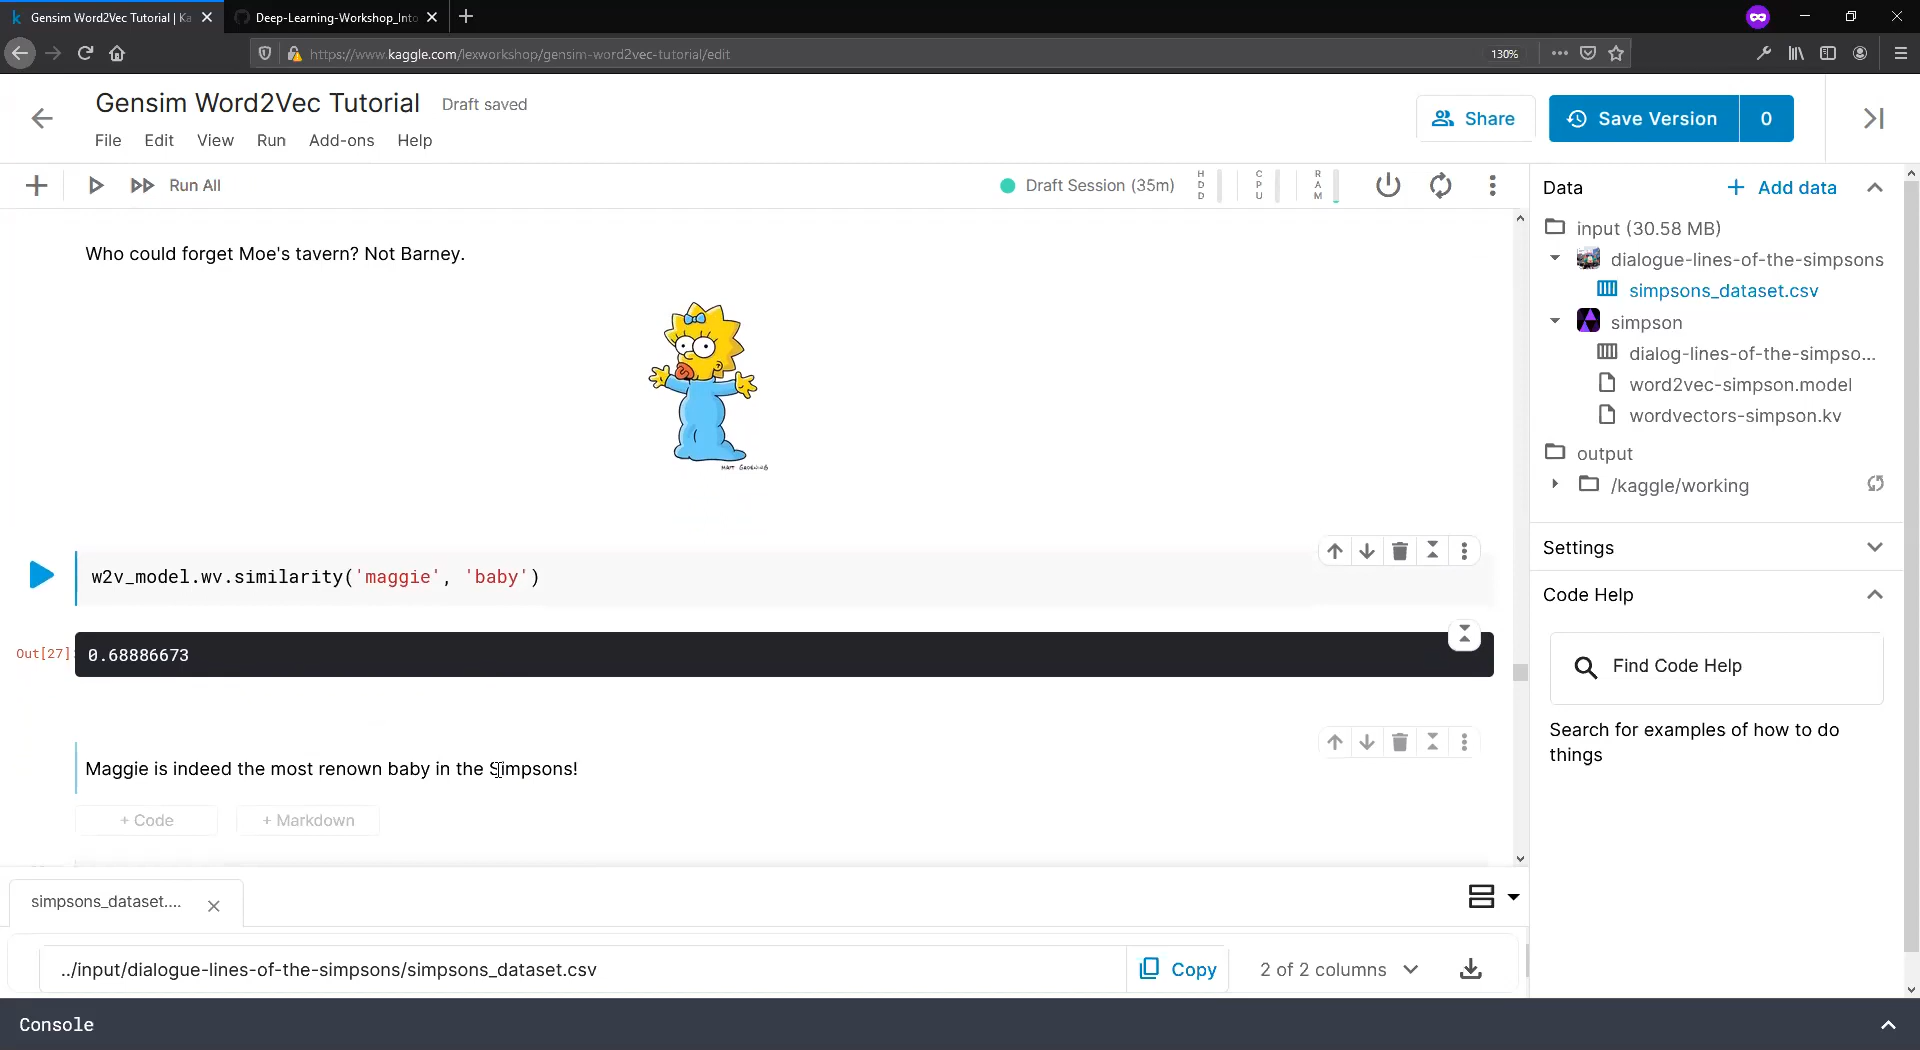 Gensim Word2Vec Tutorial | Ka
Deep-Learning-Workshop_Into
https://www.kaggle.com/lexworkshop/gensim-word2vec-tutorial/edit
130%
Gensim Word2Vec Tutorial
Draft saved
File Edit View Run Add-ons Help
Share
Save Version 0
Run All
Draft Session (35m)
HDD
CPU
RAM
Who could forget Moe's tavern? Not Barney.
MATT GROENING
w2v_model.wv.similarity('maggie', 'baby')
Out[27]:
0.68886673
Maggie is indeed the most renown baby in the Simpsons!
+ Code
+ Markdown
simpsons_dataset....
../input/dialogue-lines-of-the-simpsons/simpsons_dataset.csv
Copy
2 of 2 columns
Console
Data
+ Add data
input (30.58 MB)
dialogue-lines-of-the-simpsons
simpsons_dataset.csv
simpson
dialog-lines-of-the-simpso...
word2vec-simpson.model
wordvectors-simpson.kv
output
/kaggle/working
Settings
Code Help
Find Code Help
Search for examples of how to do
things